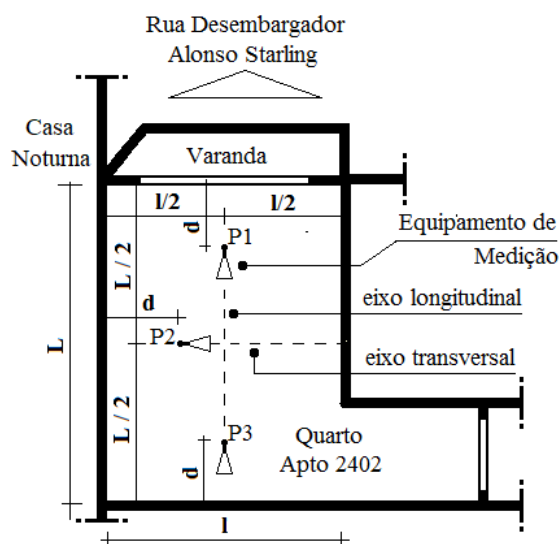 Rua Desembargador
Alonso Starling
Casa
Noturna
Varanda
l/2
l/2
d
P1
Equipamento de
Medição
L / 2
eixo longitudinal
d
P2
eixo transversal
L
L / 2
P3
d
Quarto
Apto 2402
l